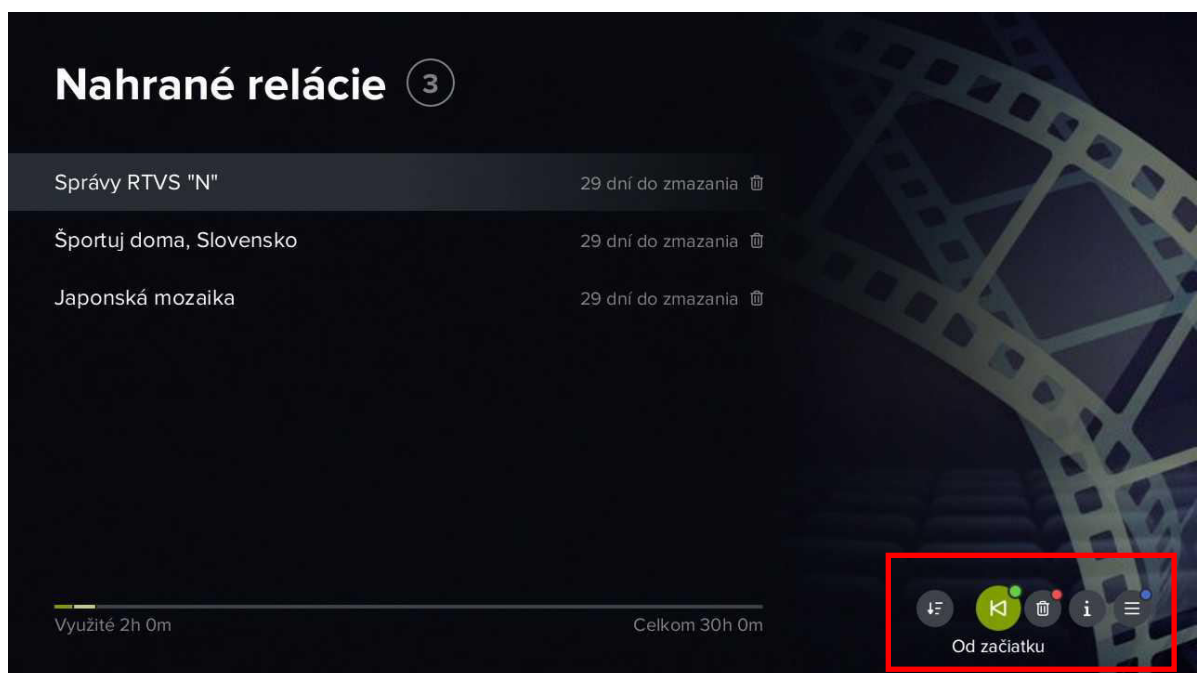 Nahrané relácie 3
Správy RTVS "N" 29 dní do zmazania
Športuj doma, Slovensko 29 dní do zmazania
Japonská mozaika 29 dní do zmazania
Využité 2h 0m Celkom 30h 0m
Od začiatku